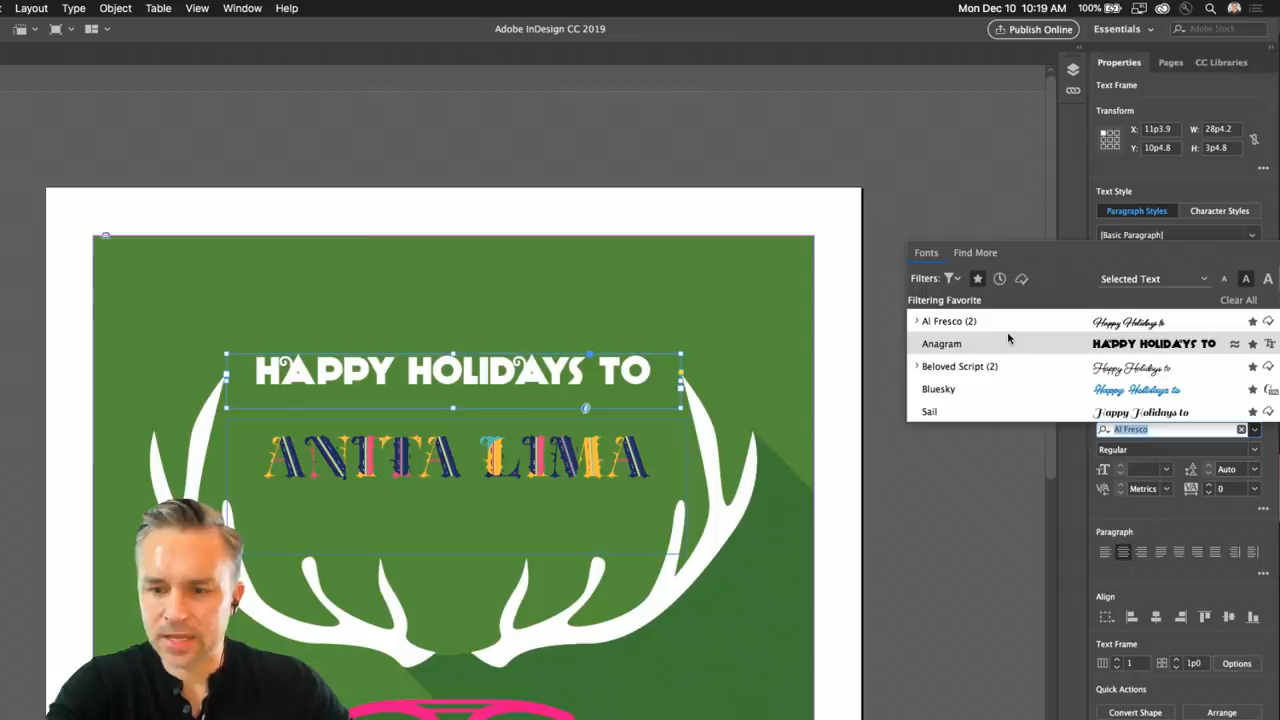 Layout Type Object Table View Window Help
Mon Dec 10 10:19 AM 100%
Adobe InDesign CC 2019
Publish Online
Essentials
Adobe Stock
Properties Pages CC Libraries
Text Frame
Transform
X: 11p3.9 W: 28p4.2
Y: 10p4.8 H: 3p4.8
Text Style
Paragraph Styles Character Styles
[Basic Paragraph]
Fonts Find More
Filters: Selected Text A A A
Filtering Favorite Clear All
Al Fresco (2) Happy Holidays to
Anagram HAPPY HOLIDAYS TO
Beloved Script (2) Happy Holidays to
Bluesky Happy Holidays to
Sail Happy Holidays to
Al Fresco
Regular
Auto
Metrics 0
Paragraph
Align
Text Frame
1 1p0 Options
Quick Actions
Convert Shape Arrange
HAPPY HOLIDAYS TO
ANITA LIMA